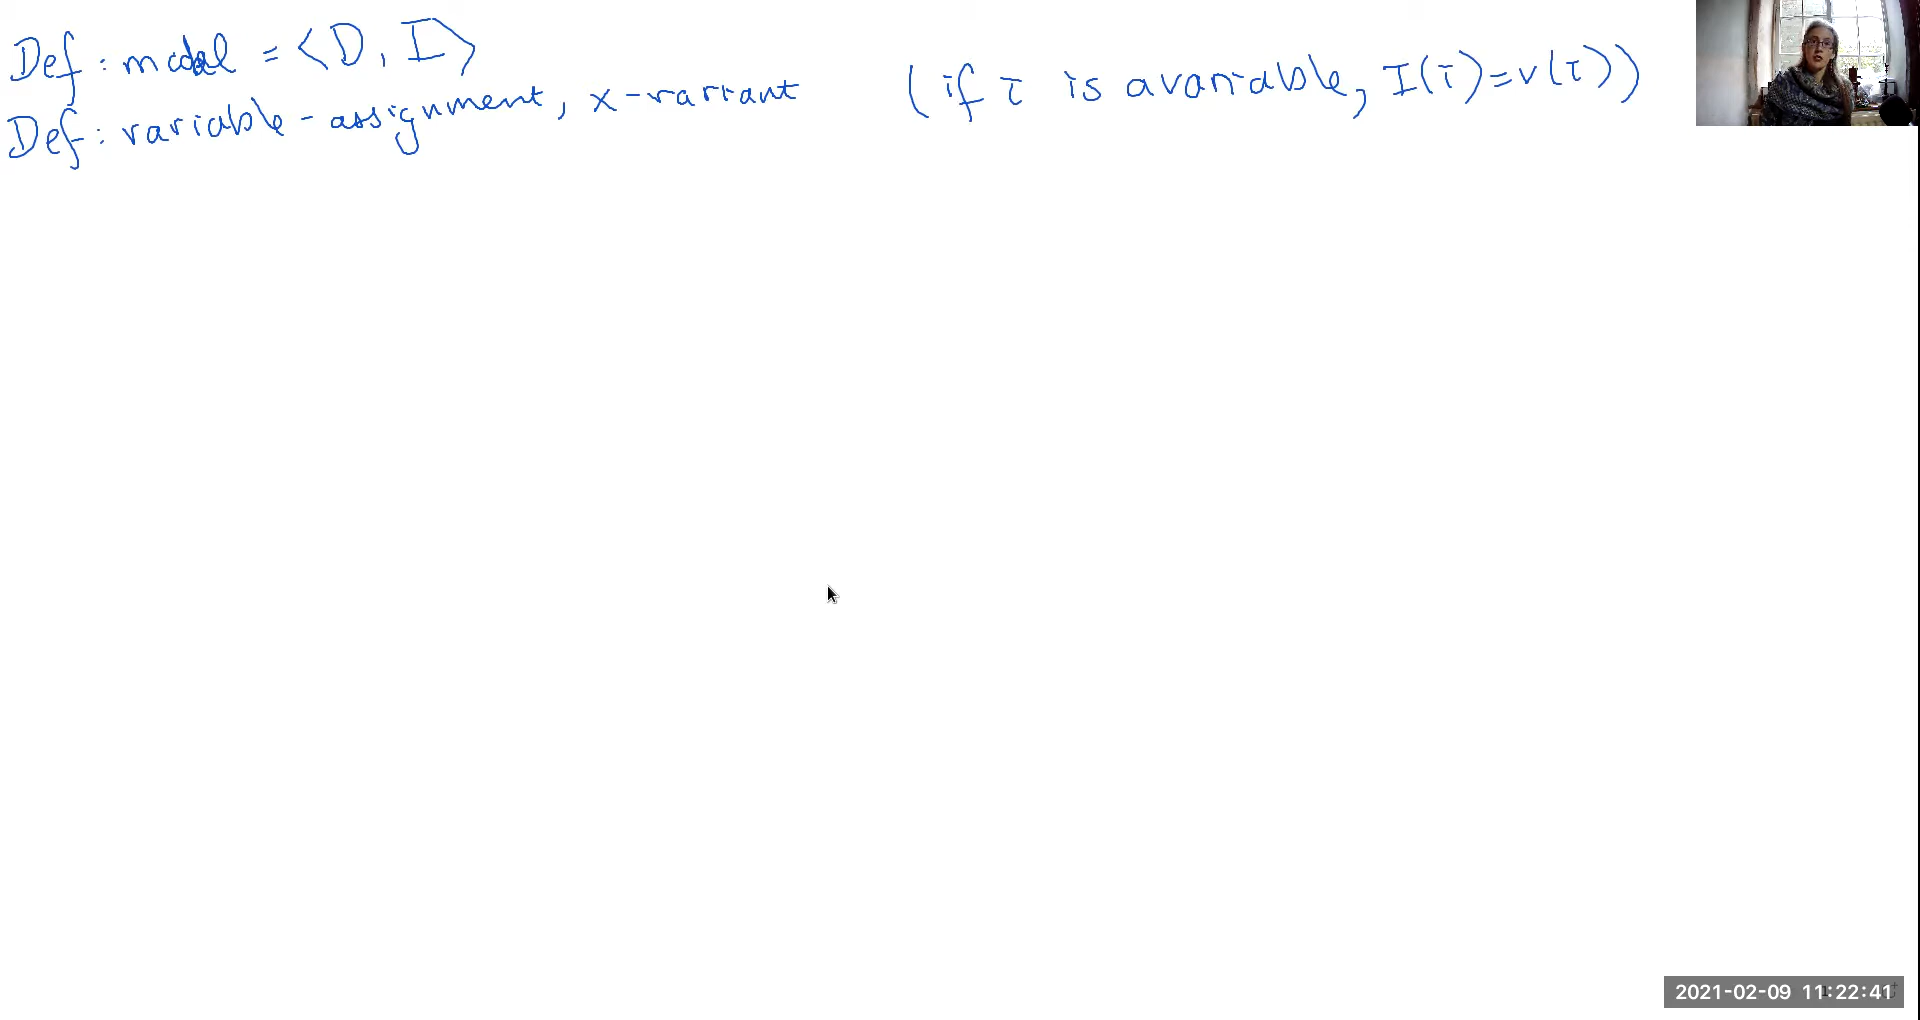 Def: model = ⟨D, I⟩
Def: variable-assignment, x-variant
(if τ is a variable, I(τ)=v(τ))
2021-02-09 11:22:41